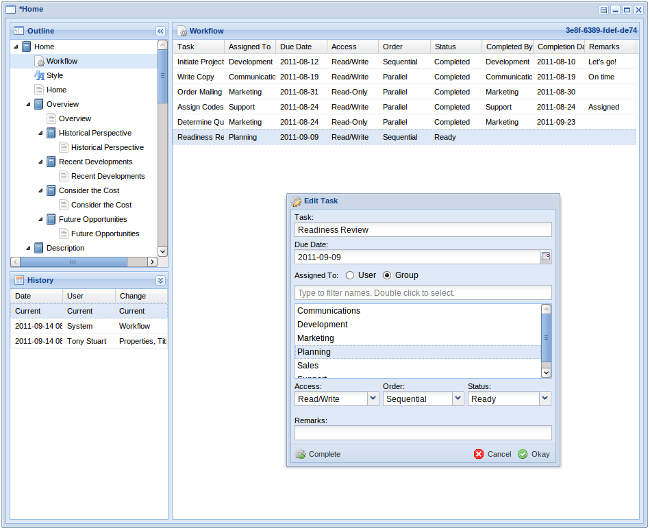 *Home
Outline
Home
Workflow
Style
Home
Overview
Overview
Historical Perspective
Historical Perspective
Recent Developments
Recent Developments
Consider the Cost
Consider the Cost
Future Opportunities
Future Opportunities
Description
History
Date User Change
Current Current Current
2011-09-14 08 System Workflow
2011-09-14 08 Tony Stuart Properties, Tit
Workflow 3e8f-6389-fdef-de74
Task Assigned To Due Date Access Order Status Completed By Completion Da Remarks
Initiate Project Development 2011-08-12 Read/Write Sequential Completed Development 2011-08-10 Let's go!
Write Copy Communicatic 2011-08-19 Read/Write Parallel Completed Communicatic 2011-08-19 On time
Order Mailing Marketing 2011-08-31 Read-Only Parallel Completed Marketing 2011-08-30
Assign Codes Support 2011-08-24 Read/Write Parallel Completed Support 2011-08-24 Assigned
Determine Qu Marketing 2011-08-24 Read-Only Parallel Completed Marketing 2011-09-23
Readiness Re Planning 2011-09-09 Read/Write Sequential Ready
Edit Task
Task:
Readiness Review
Due Date:
2011-09-09
Assigned To: User Group
Type to filter names. Double click to select.
Communications
Development
Marketing
Planning
Sales
Support
Access: Order: Status:
Read/Write Sequential Ready
Remarks:
Complete Cancel Okay